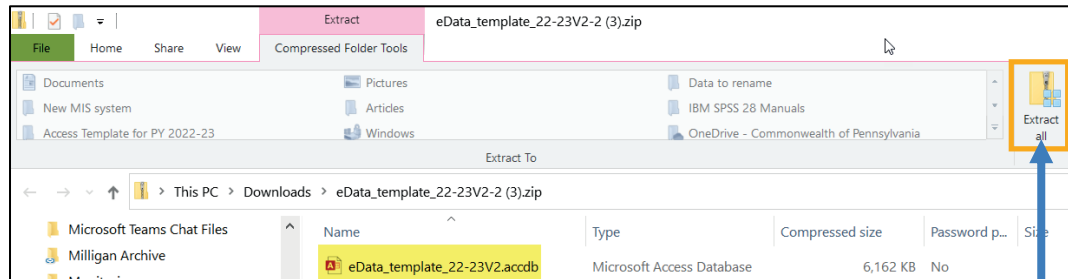 Extract eData_template_22-23V2-2 (3).zip
File Home Share View Compressed Folder Tools
Documents Pictures Data to rename
New MIS system Articles IBM SPSS 28 Manuals
Access Template for PY 2022-23 Windows OneDrive - Commonwealth of Pennsylvania
Extract
all
Extract To
This PC > Downloads > eData_template_22-23V2-2 (3).zip
Microsoft Teams Chat Files Name Type Compressed size Password p... Size
Milligan Archive
eData_template_22-23V2.accdb Microsoft Access Database 6,162 KB No